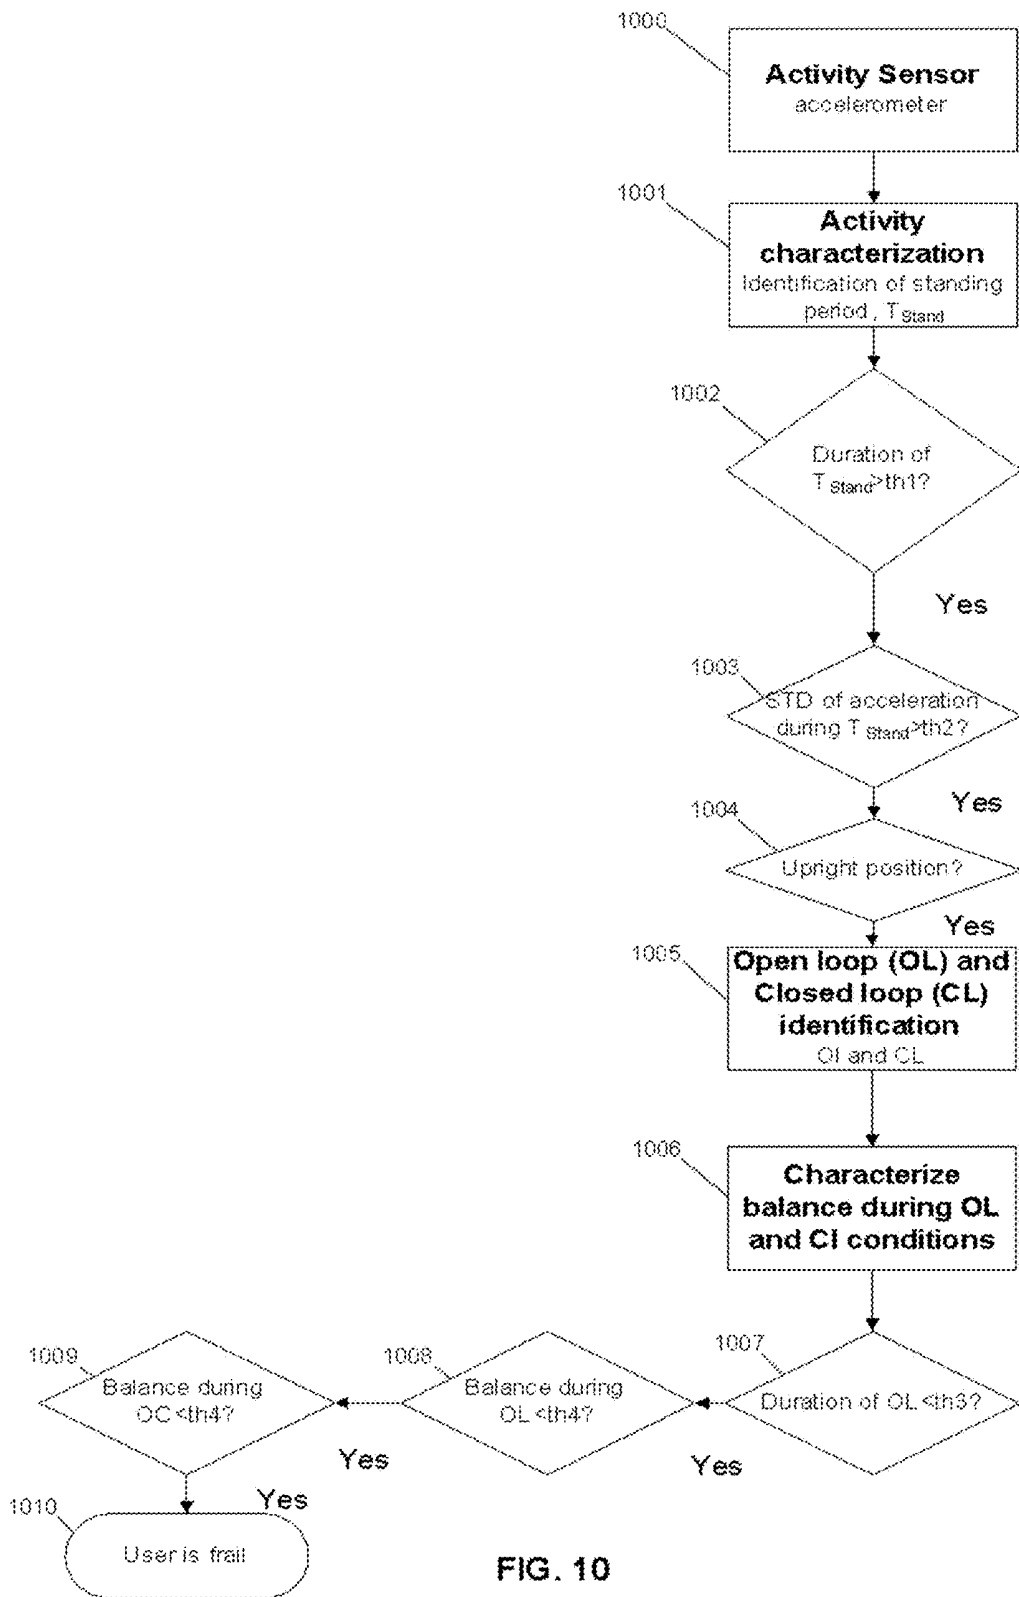 1000
Activity Sensor
accelerometer
1001
Activity
characterization
Identification of standing
period, T Stand
1002
Duration of
T Stand>th1?
Yes
1003
STD of acceleration
during T Stand>th2?
Yes
1004
Upright position?
Yes
1005
Open loop (OL) and
Closed loop (CL)
identification
Ol and CL
1006
Characterize
balance during OL
and Cl conditions
1007
Duration of OL<th3?
Yes
1008
Balance during
OL<th4?
Yes
1009
Balance during
OC<th4?
Yes
1010
User is frail
FIG. 10